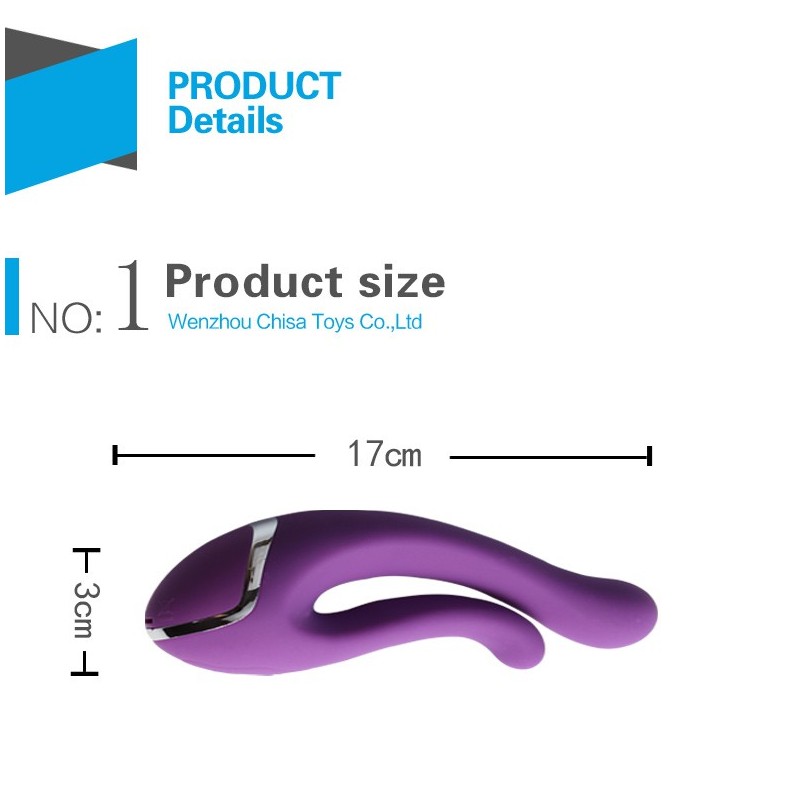 PRODUCT
Details
NO: 1 Product size
Wenzhou Chisa Toys Co.,Ltd
17cm
3cm